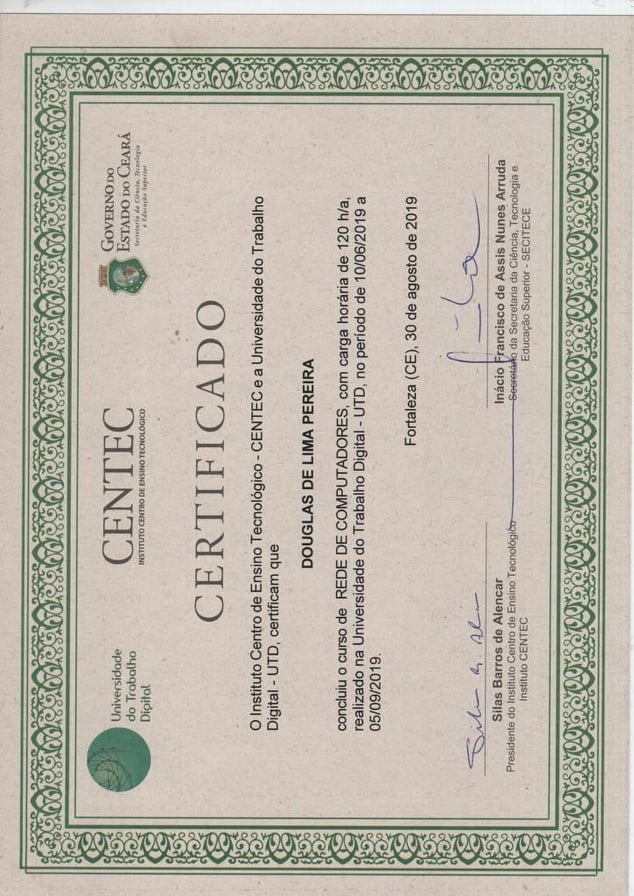 Universidade
do Trabalho
Digital
CENTEC
INSTITUTO CENTRO DE ENSINO TECNOLÓGICO
GOVERNO DO
ESTADO DO CEARÁ
Secretaria da Ciência, Tecnologia
e Educação Superior
CERTIFICADO
O Instituto Centro de Ensino Tecnológico - CENTEC e a Universidade do Trabalho
Digital - UTD, certificam que
DOUGLAS DE LIMA PEREIRA
concluiu o curso de REDE DE COMPUTADORES, com carga horária de 120 h/a,
realizado na Universidade do Trabalho Digital - UTD, no período de 10/06/2019 a
05/09/2019.
Fortaleza (CE), 30 de agosto de 2019
Silas Barros de Alencar
Presidente do Instituto Centro de Ensino Tecnológico
Instituto CENTEC
Inácio Francisco de Assis Nunes Arruda
Secretário da Secretaria da Ciência, Tecnologia e
Educação Superior - SECITECE